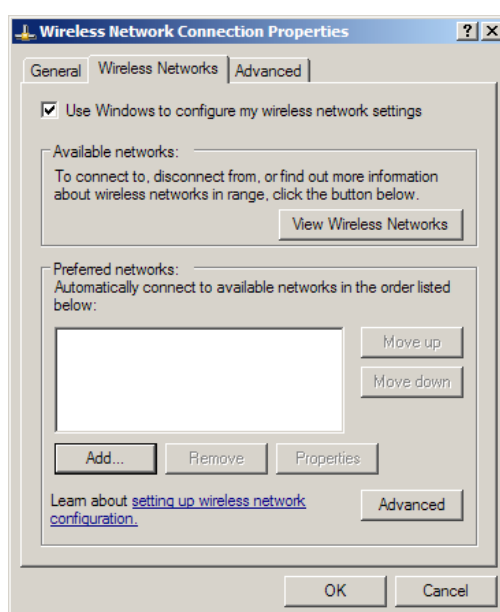 Wireless Network Connection Properties
General Wireless Networks Advanced
Use Windows to configure my wireless network settings
Available networks:
To connect to, disconnect from, or find out more information
about wireless networks in range, click the button below.
View Wireless Networks
Preferred networks:
Automatically connect to available networks in the order listed
below:
Move up
Move down
Add... Remove Properties
Learn about setting up wireless network
configuration.
Advanced
OK Cancel